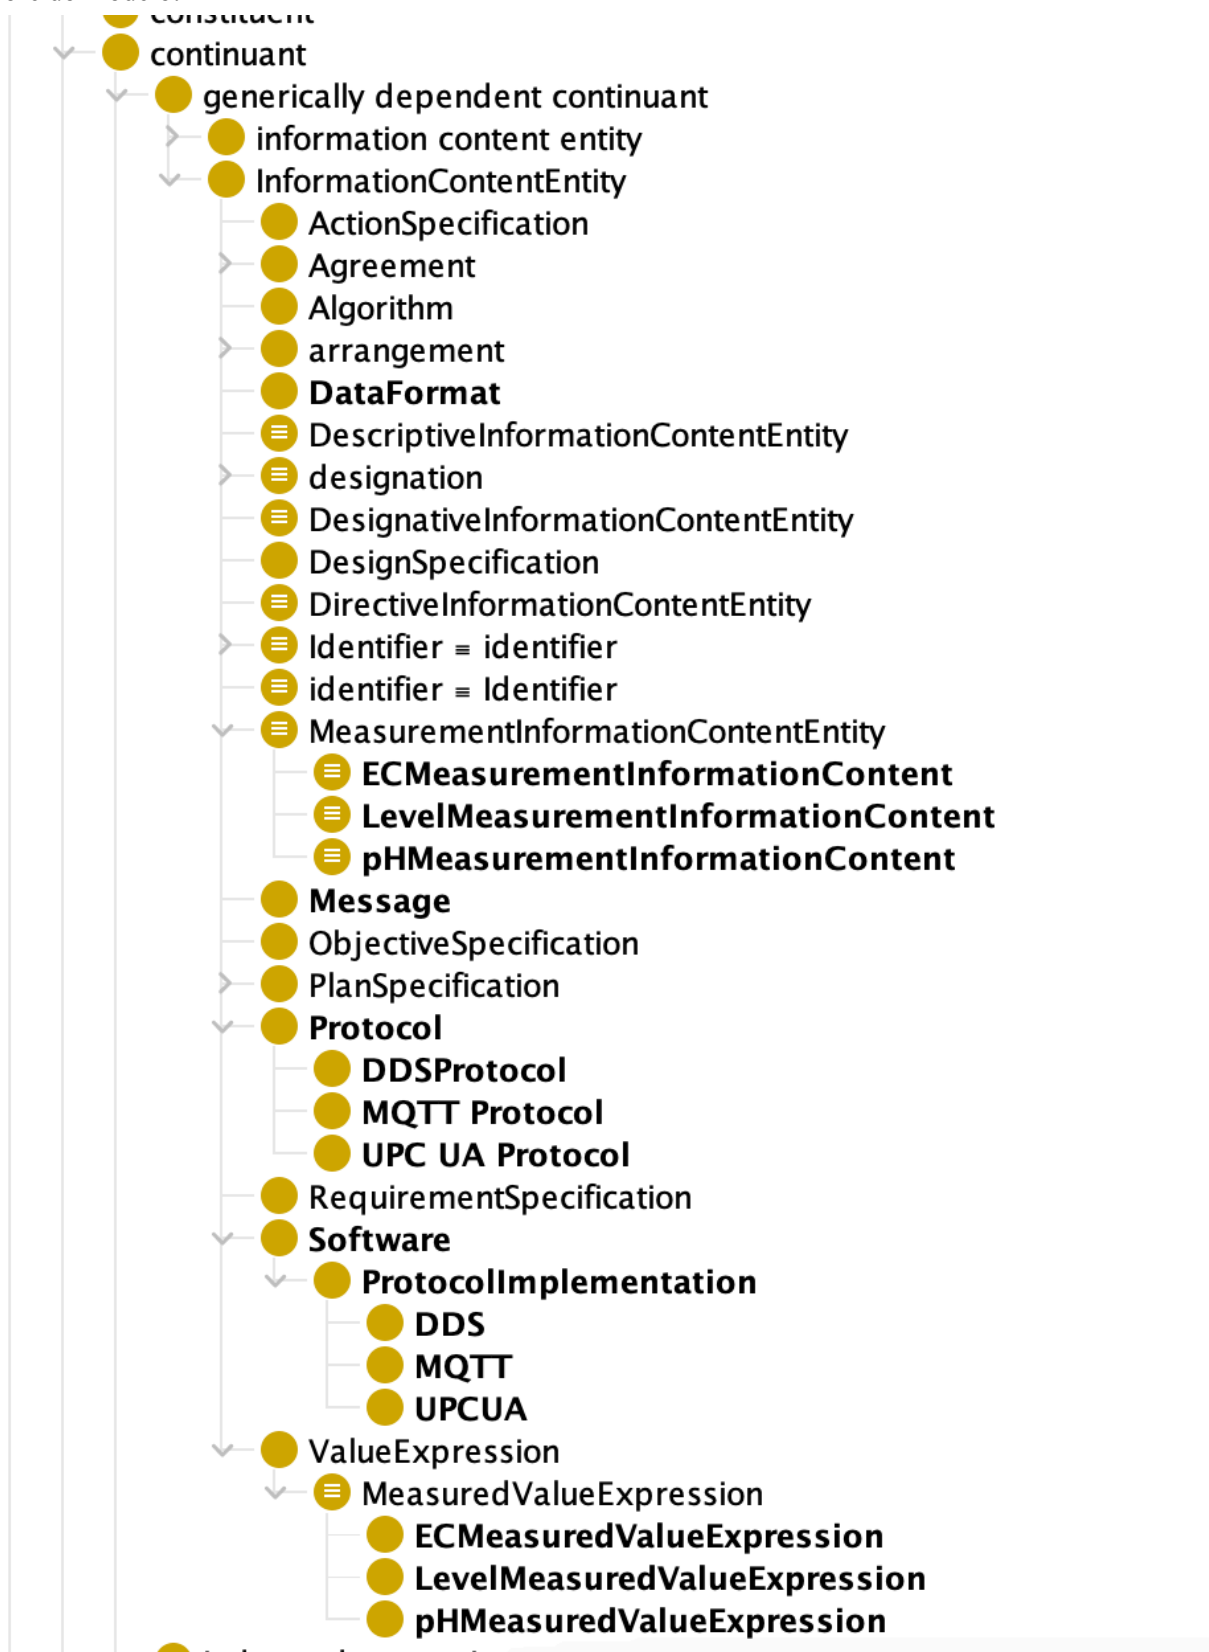 constituent
continuant
generically dependent continuant
information content entity
InformationContentEntity
ActionSpecification
Agreement
Algorithm
arrangement
DataFormat
DescriptiveInformationContentEntity
designation
DesignativeInformationContentEntity
DesignSpecification
DirectiveInformationContentEntity
Identifier ≡ identifier
identifier ≡ Identifier
MeasurementInformationContentEntity
ECMeasurementInformationContent
LevelMeasurementInformationContent
pHMeasurementInformationContent
Message
ObjectiveSpecification
PlanSpecification
Protocol
DDSProtocol
MQTT Protocol
UPC UA Protocol
RequirementSpecification
Software
ProtocolImplementation
DDS
MQTT
UPCUA
ValueExpression
MeasuredValueExpression
ECMeasuredValueExpression
LevelMeasuredValueExpression
pHMeasuredValueExpression